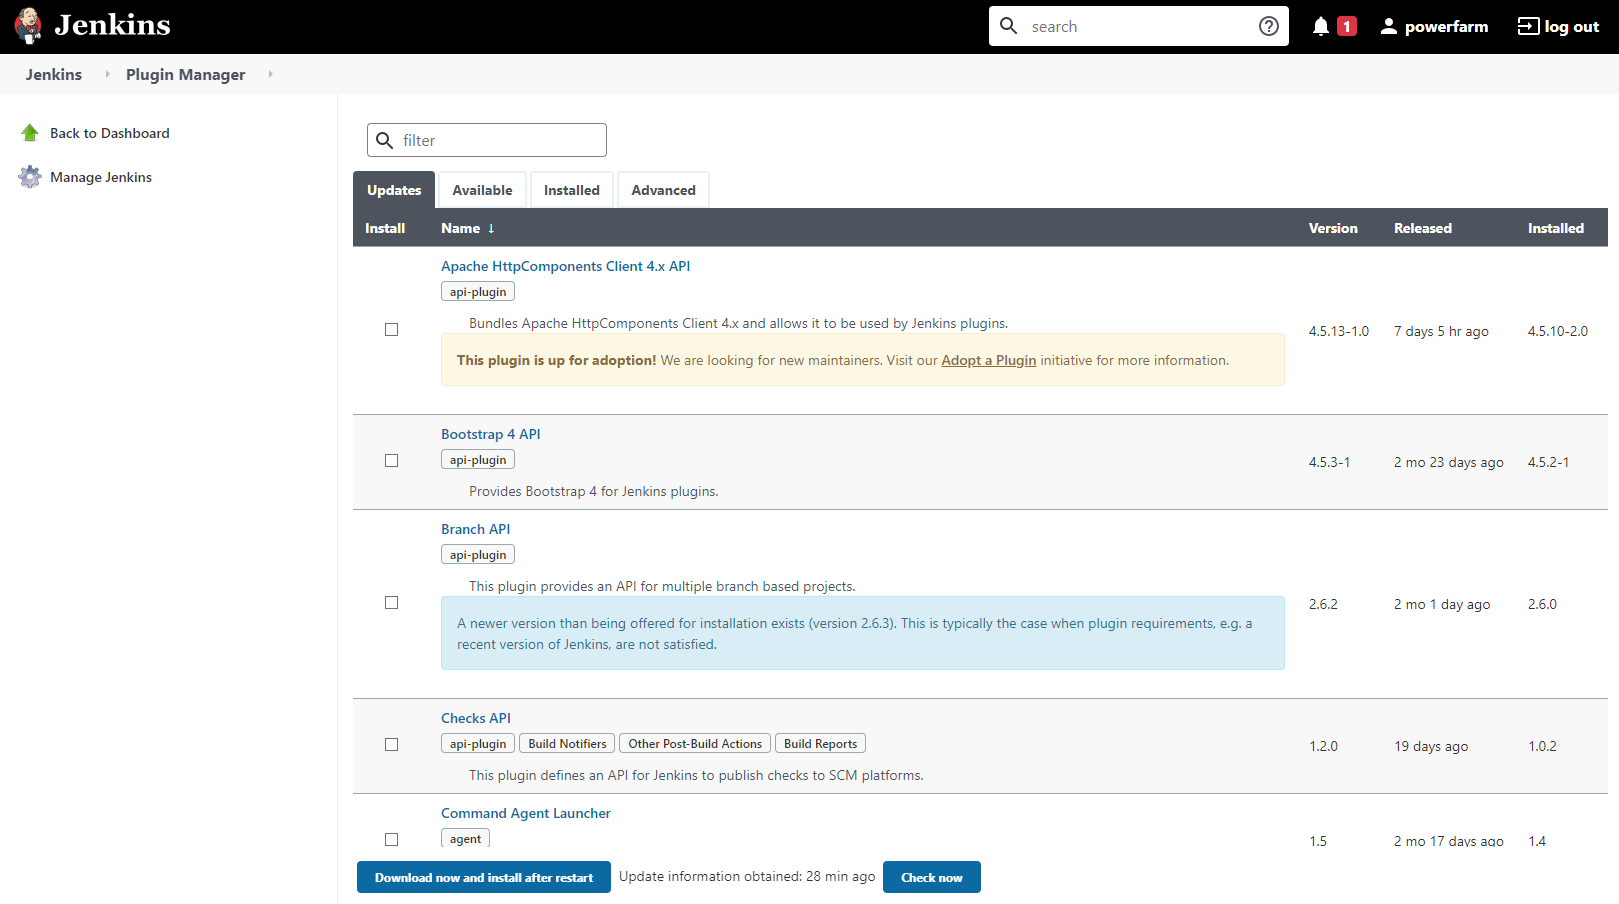 Jenkins
search
1
powerfarm
log out
Jenkins
Plugin Manager
Back to Dashboard
Manage Jenkins
filter
Updates
Available
Installed
Advanced
Install
Name ↓
Version
Released
Installed
Apache HttpComponents Client 4.x API
api-plugin
Bundles Apache HttpComponents Client 4.x and allows it to be used by Jenkins plugins.
This plugin is up for adoption! We are looking for new maintainers. Visit our Adopt a Plugin initiative for more information.
4.5.13-1.0
7 days 5 hr ago
4.5.10-2.0
Bootstrap 4 API
api-plugin
Provides Bootstrap 4 for Jenkins plugins.
4.5.3-1
2 mo 23 days ago
4.5.2-1
Branch API
api-plugin
This plugin provides an API for multiple branch based projects.
A newer version than being offered for installation exists (version 2.6.3). This is typically the case when plugin requirements, e.g. a
recent version of Jenkins, are not satisfied.
2.6.2
2 mo 1 day ago
2.6.0
Checks API
api-plugin
Build Notifiers
Other Post-Build Actions
Build Reports
This plugin defines an API for Jenkins to publish checks to SCM platforms.
1.2.0
19 days ago
1.0.2
Command Agent Launcher
agent
1.5
2 mo 17 days ago
1.4
Download now and install after restart
Update information obtained: 28 min ago
Check now